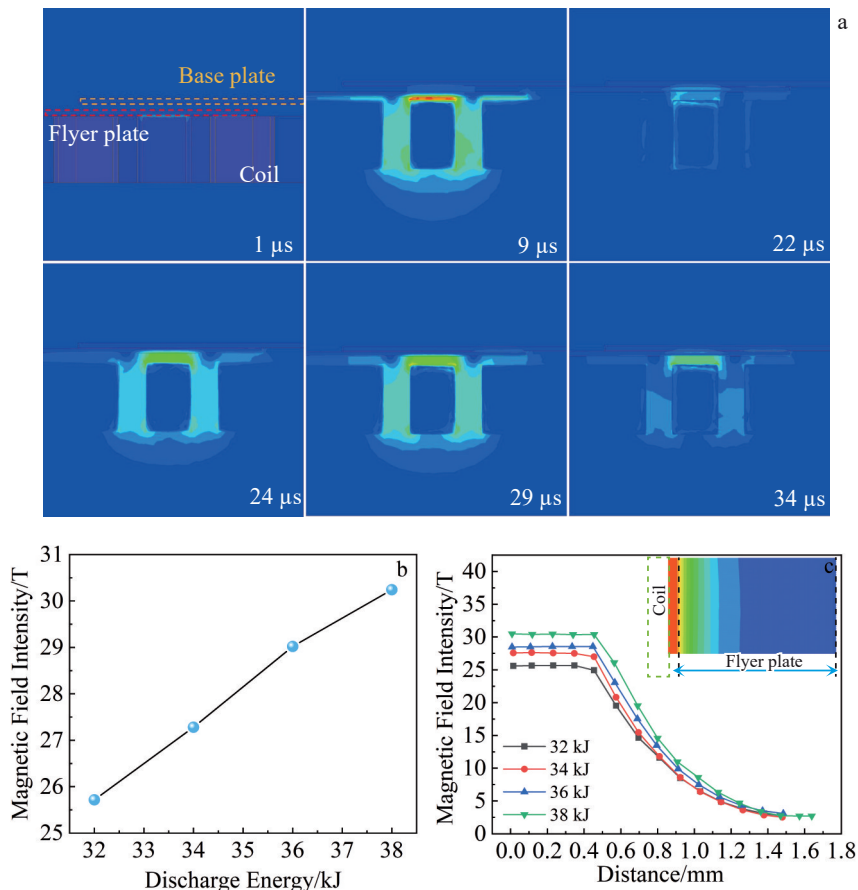 a
Base plate
Flyer plate
Coil
1 µs
9 µs
22 µs
24 µs
29 µs
34 µs
b
Magnetic Field Intensity/T
31
30
29
28
27
26
25
32 33 34 35 36 37 38
Discharge Energy/kJ
c
Magnetic Field Intensity/T
40
35
30
25
20
15
10
5
0
Coil
Flyer plate
32 kJ
34 kJ
36 kJ
38 kJ
0.0 0.2 0.4 0.6 0.8 1.0 1.2 1.4 1.6 1.8
Distance/mm